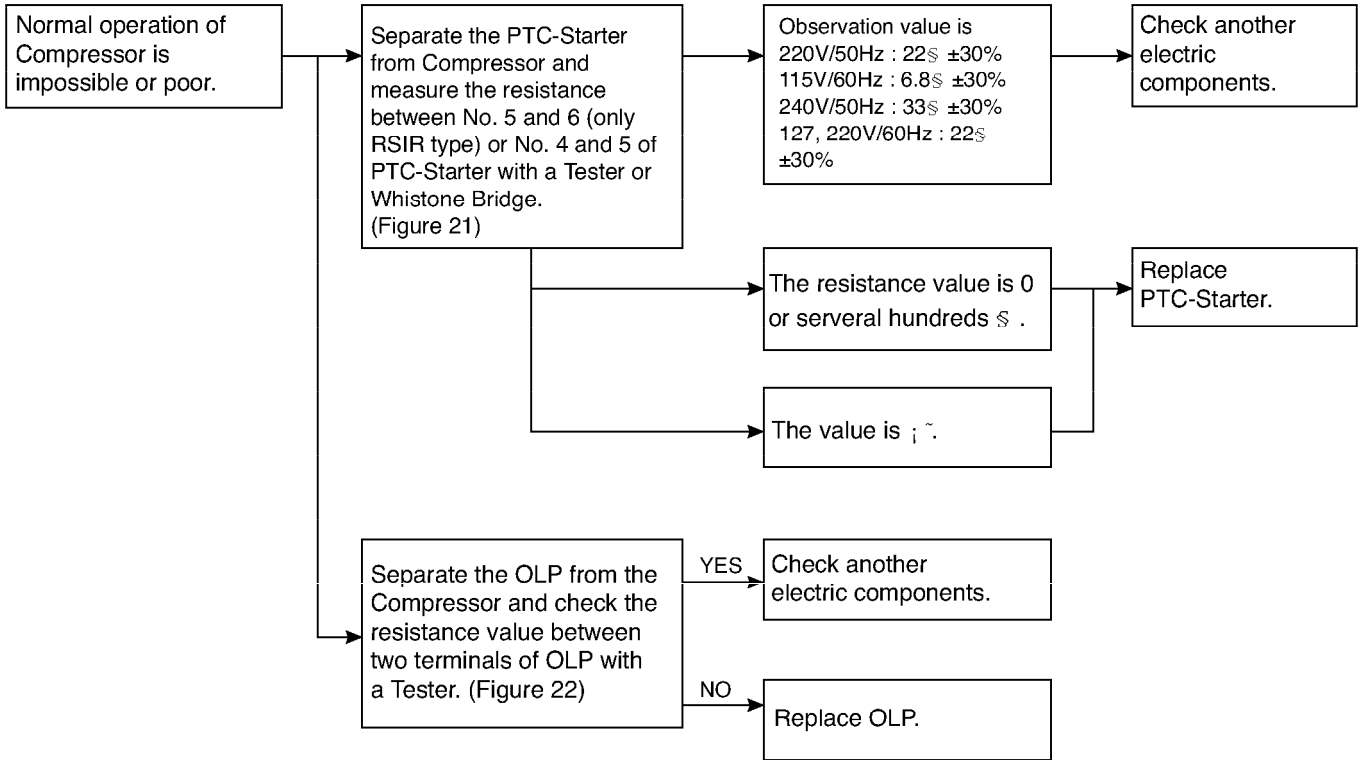 Normal operation of
Compressor is
impossible or poor.
Separate the PTC-Starter
from Compressor and
measure the resistance
between No. 5 and 6 (only
RSIR type) or No. 4 and 5 of
PTC-Starter with a Tester or
Whistone Bridge.
(Figure 21)
Observation value is
220V/50Hz : 22§ ±30%
115V/60Hz : 6.8§ ±30%
240V/50Hz : 33§ ±30%
127, 220V/60Hz : 22§
±30%
Check another
electric
components.
The resistance value is 0
or serveral hundreds § .
Replace
PTC-Starter.
The value is ¡ ˜.
Separate the OLP from the
Compressor and check the
resistance value between
two terminals of OLP with
a Tester. (Figure 22)
YES
Check another
electric components.
NO
Replace OLP.